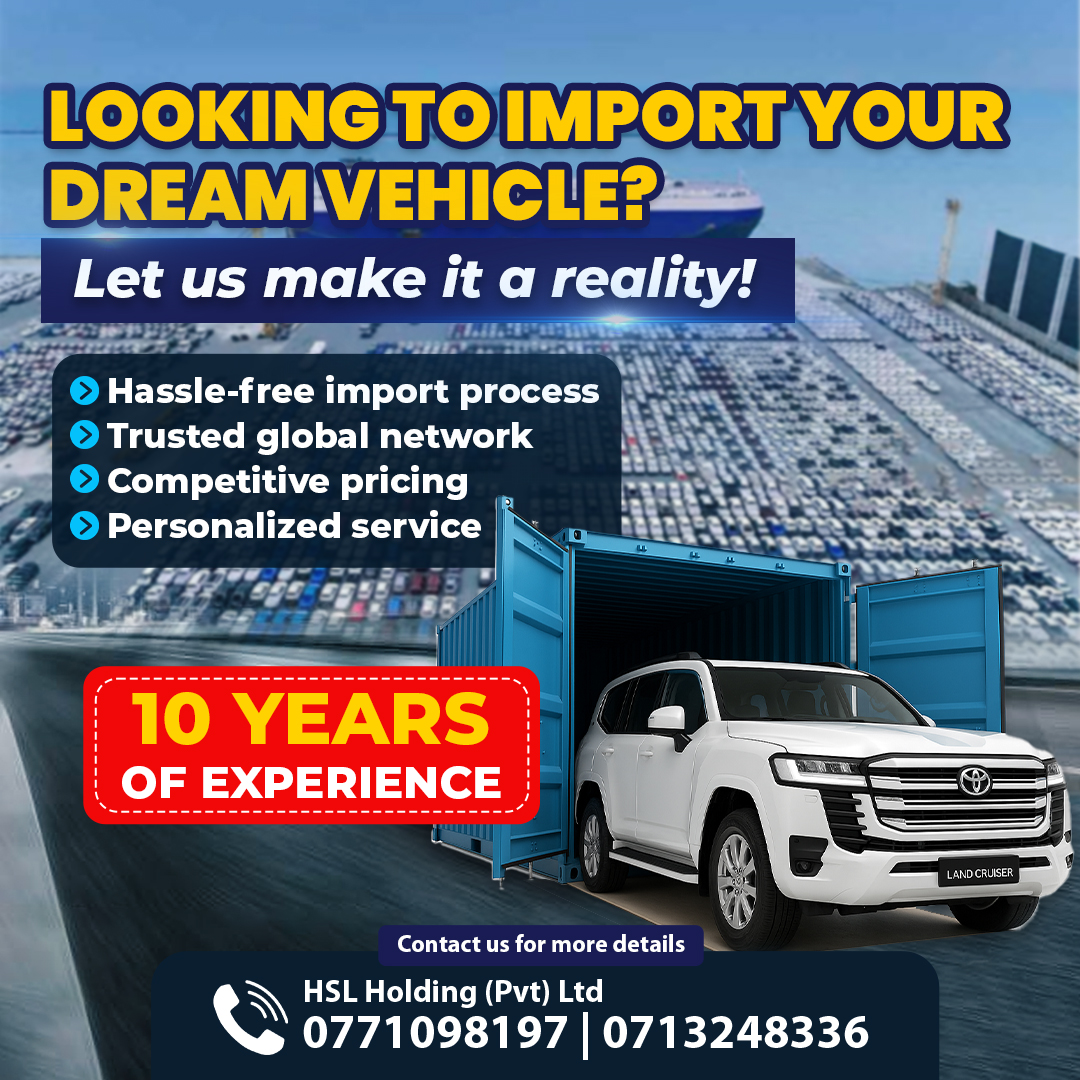 LOOKING TO IMPORT YOUR
DREAM VEHICLE?
Let us make it a reality!
Hassle-free import process
Trusted global network
Competitive pricing
Personalized service
10 YEARS
OF EXPERIENCE
LAND CRUISER
Contact us for more details
HSL Holding (Pvt) Ltd
0771098197 | 0713248336